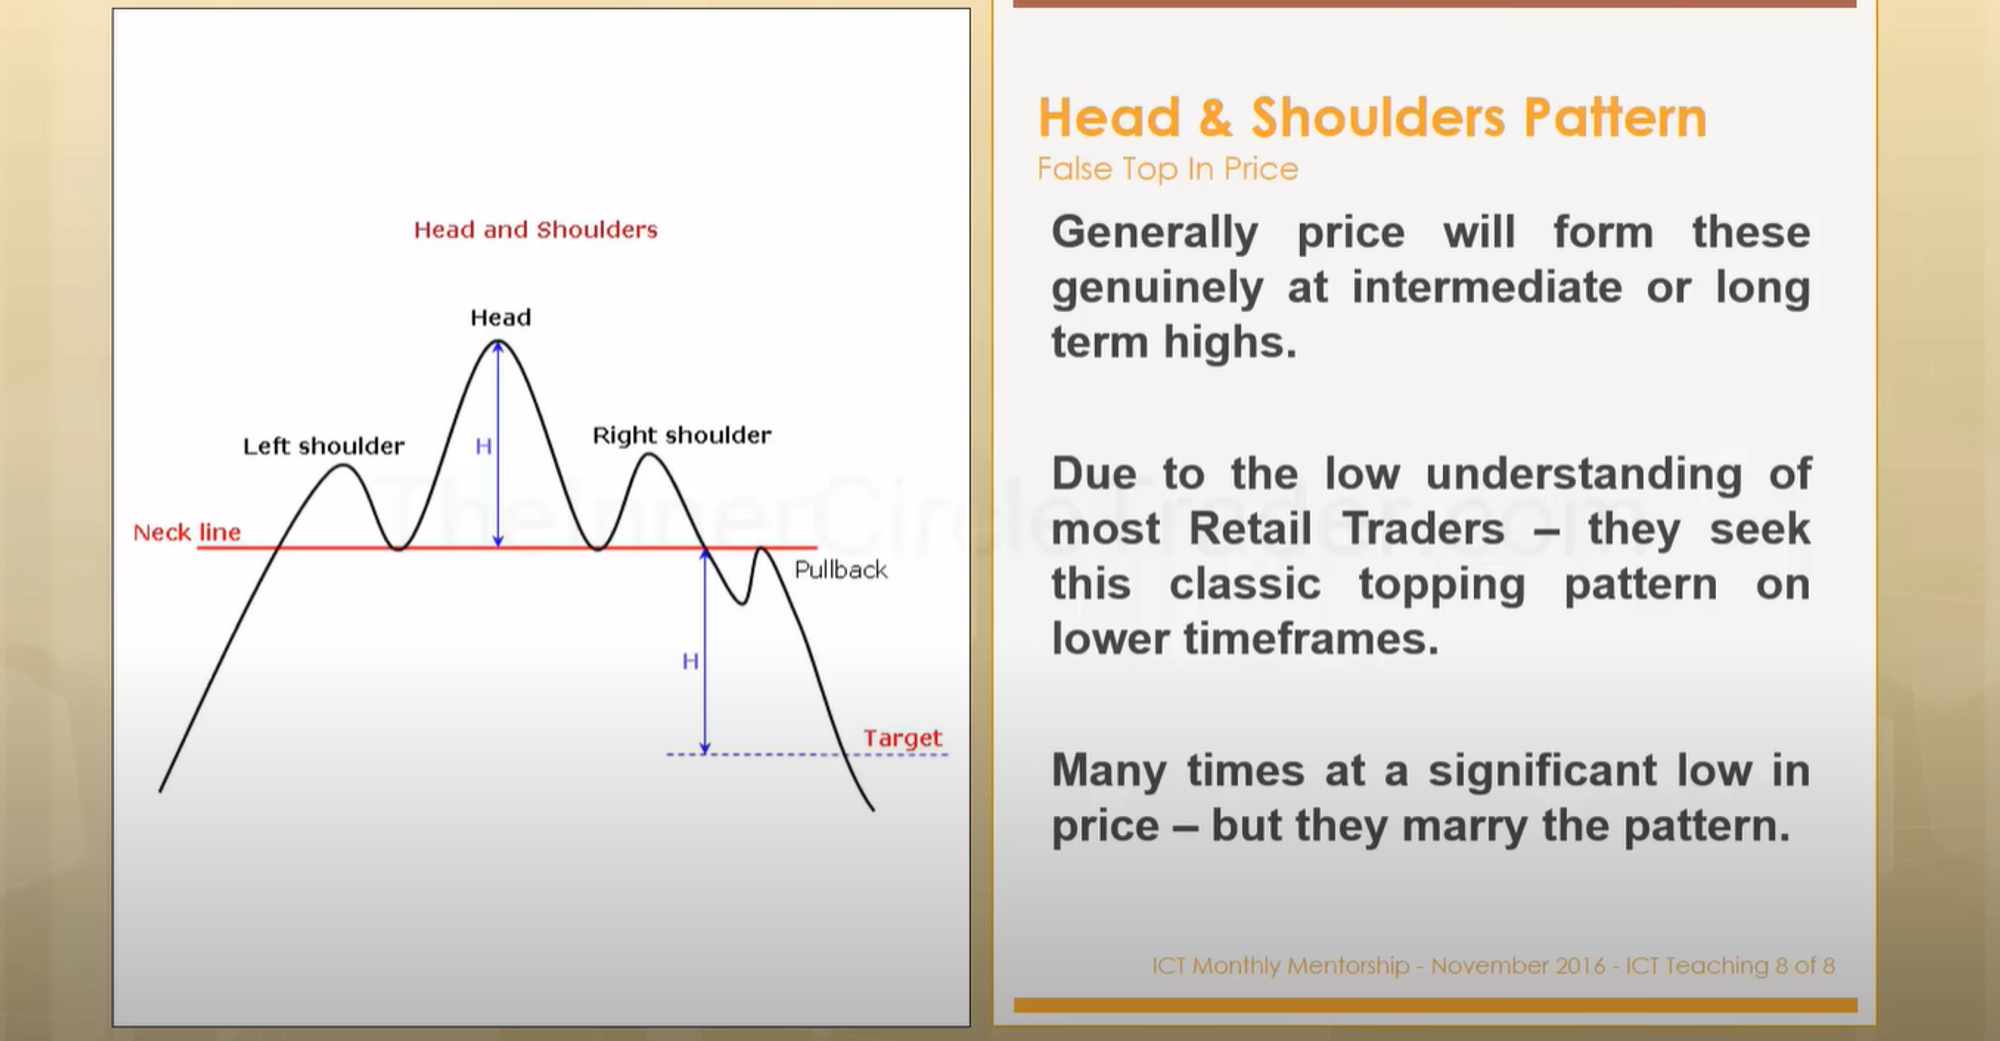 Head and Shoulders
Head
Left shoulder
Right shoulder
H
Neck line
Pullback
H
Target
Head & Shoulders Pattern
False Top In Price
Generally price will form these
genuinely at intermediate or long
term highs.
Due to the low understanding of
most Retail Traders – they seek
this classic topping pattern on
lower timeframes.
Many times at a significant low in
price – but they marry the pattern.
ICT Monthly Mentorship - November 2016 - ICT Teaching 8 of 8
TheInnerCircleTrader.com